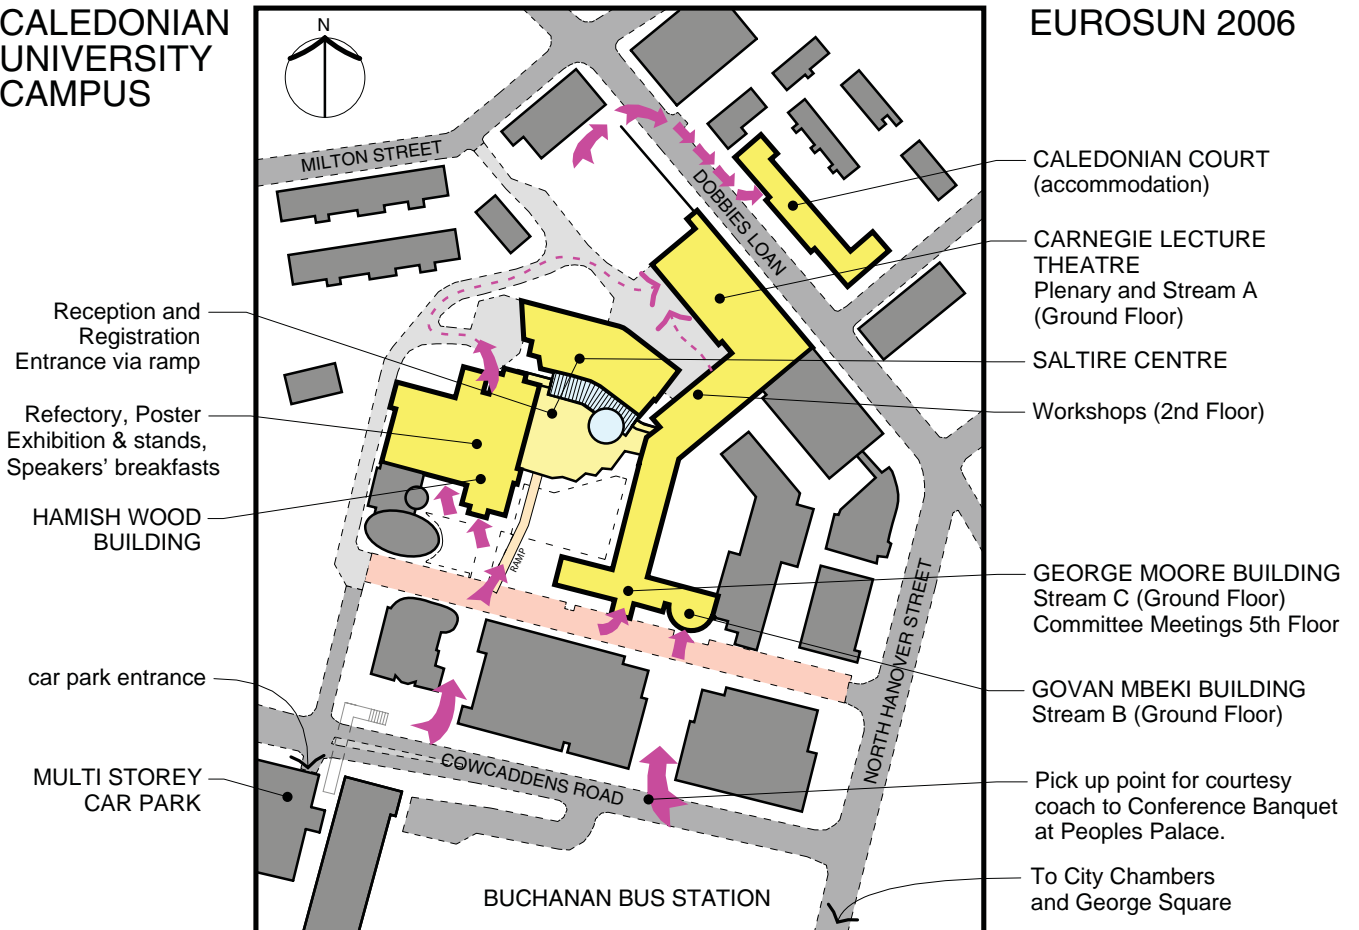 CALEDONIAN
UNIVERSITY
CAMPUS
EUROSUN 2006
N
MILTON STREET
DOBBIES LOAN
CALEDONIAN COURT
(accommodation)
CARNEGIE LECTURE
THEATRE
Plenary and Stream A
(Ground Floor)
SALTIRE CENTRE
Workshops (2nd Floor)
Reception and
Registration
Entrance via ramp
Refectory, Poster
Exhibition & stands,
Speakers' breakfasts
HAMISH WOOD
BUILDING
RAMP
GEORGE MOORE BUILDING
Stream C (Ground Floor)
Committee Meetings 5th Floor
NORTH HANOVER STREET
car park entrance
GOVAN MBEKI BUILDING
Stream B (Ground Floor)
MULTI STOREY
CAR PARK
COWCADDENS ROAD
Pick up point for courtesy
coach to Conference Banquet
at Peoples Palace.
BUCHANAN BUS STATION
To City Chambers
and George Square